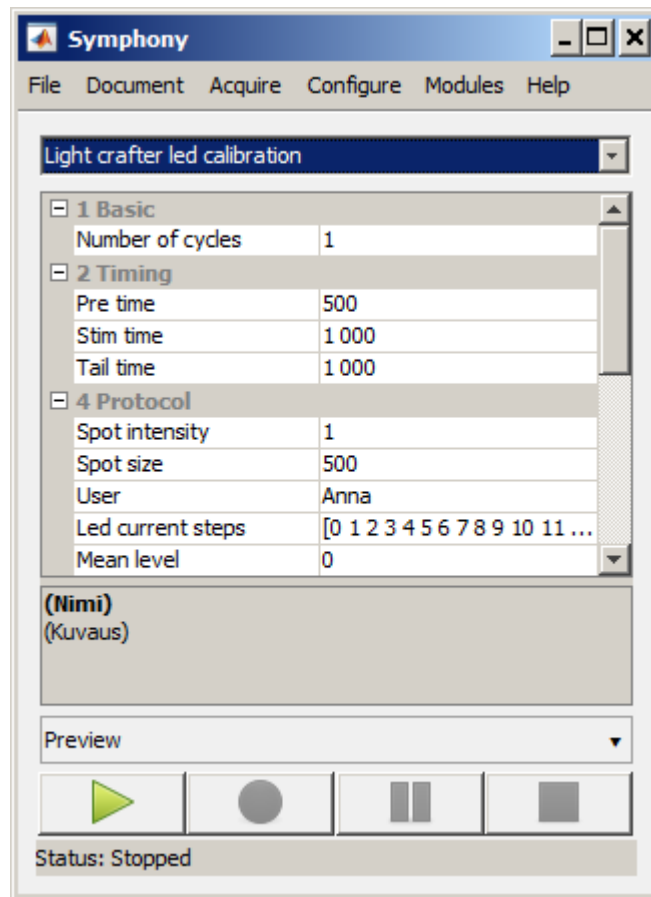 Symphony
File Document Acquire Configure Modules Help
Light crafter led calibration
1 Basic
Number of cycles 1
2 Timing
Pre time 500
Stim time 1 000
Tail time 1 000
4 Protocol
Spot intensity 1
Spot size 500
User Anna
Led current steps [0 1 2 3 4 5 6 7 8 9 10 11 ...
Mean level 0
(Nimi)
(Kuvaus)
Preview
Status: Stopped